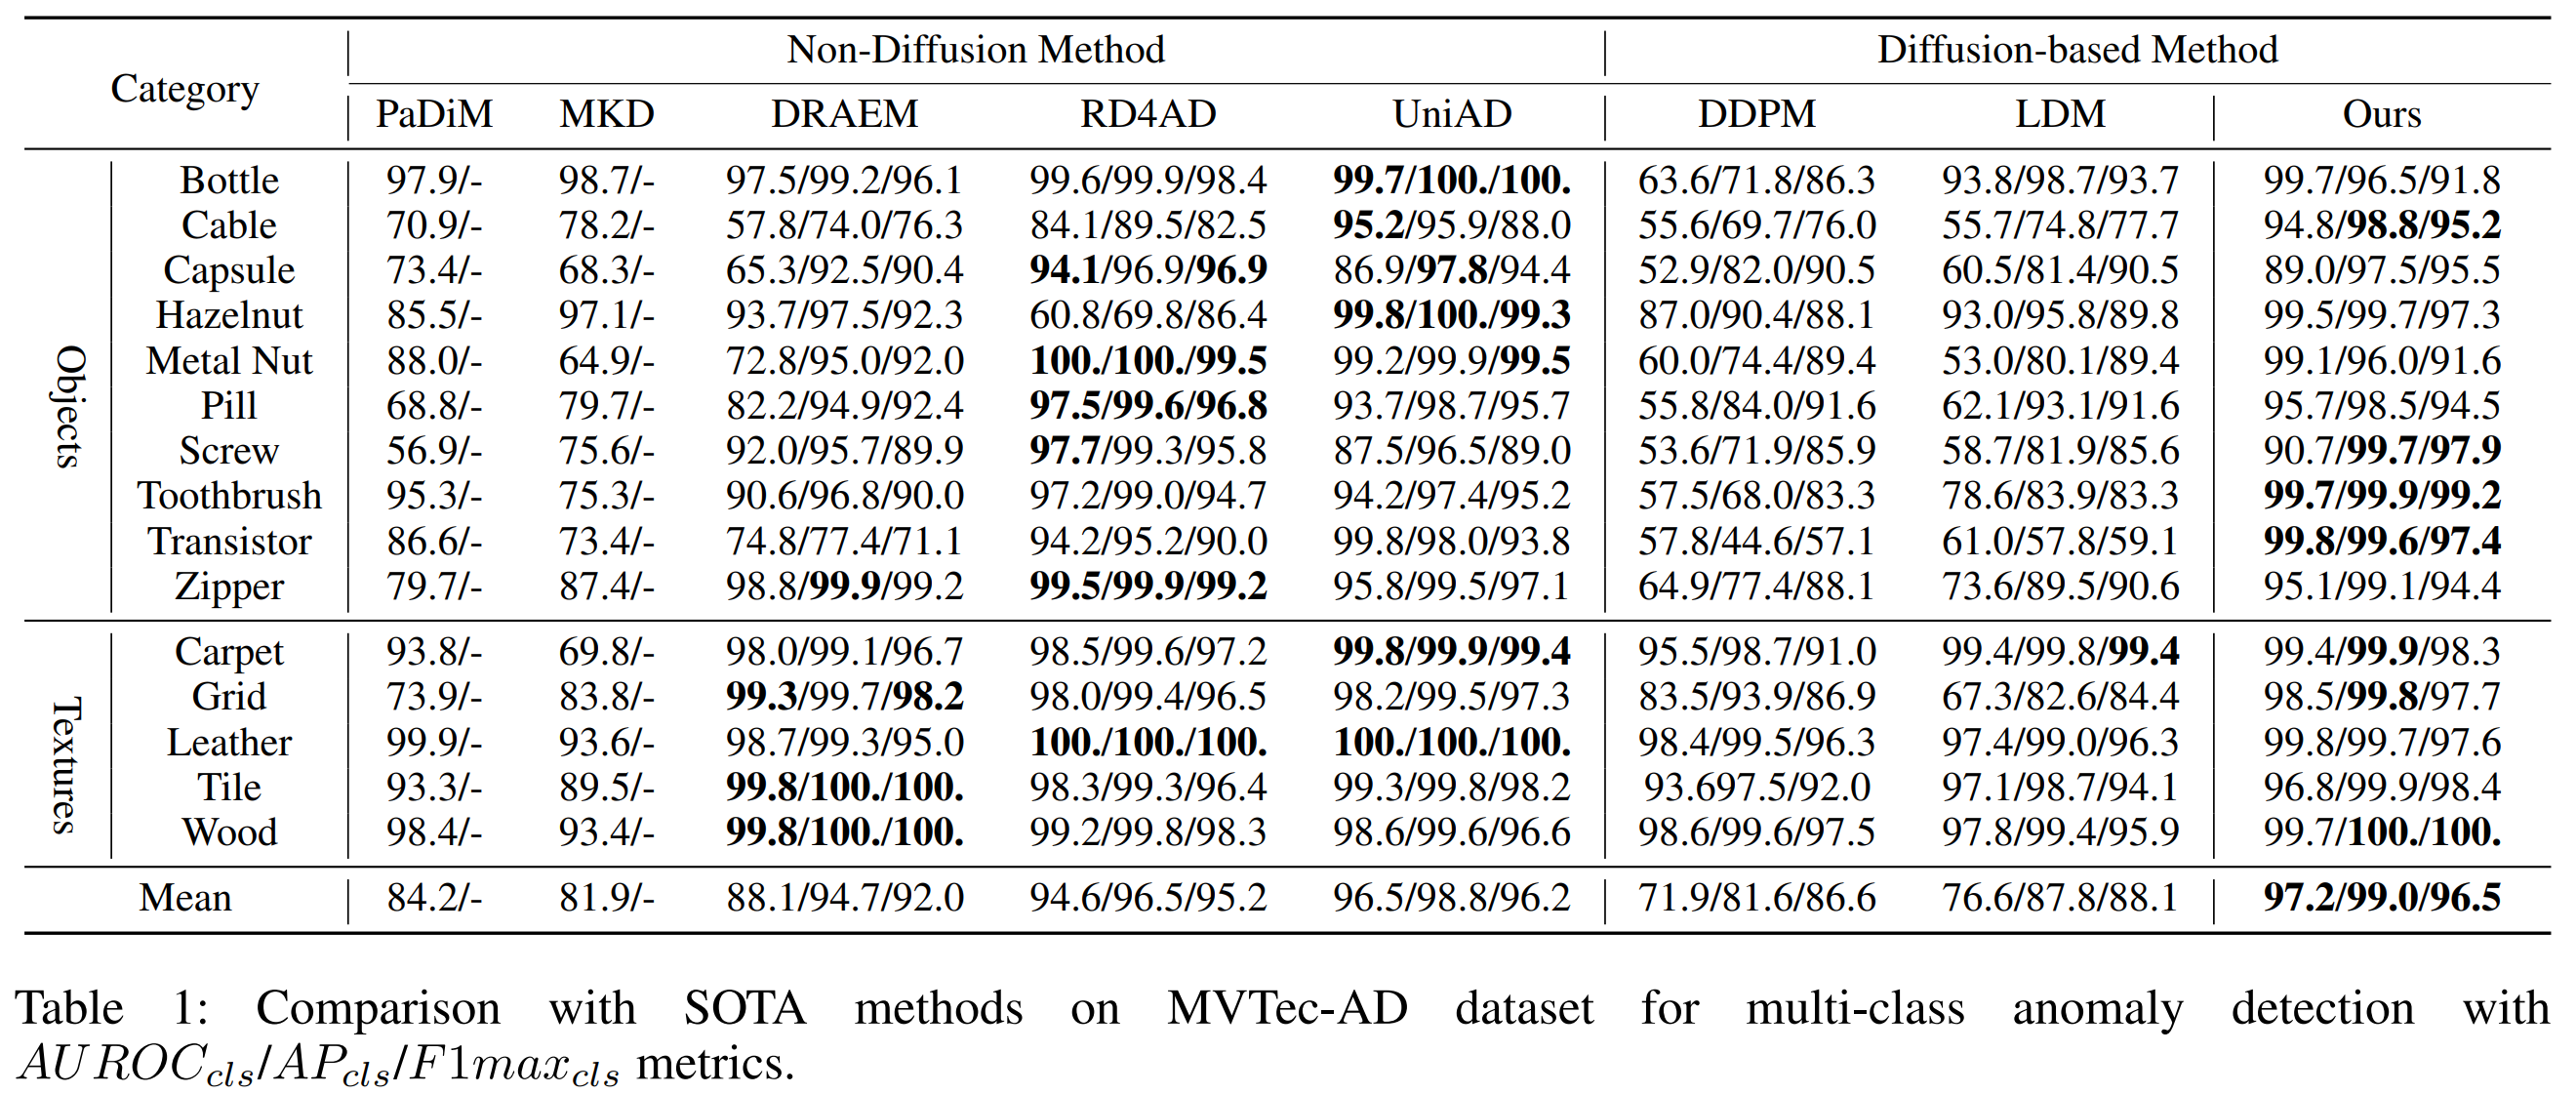 Category Non-Diffusion Method Diffusion-based Method
PaDiM MKD DRAEM RD4AD UniAD DDPM LDM Ours
Objects
Bottle 97.9/- 98.7/- 97.5/99.2/96.1 99.6/99.9/98.4 99.7/100./100. 63.6/71.8/86.3 93.8/98.7/93.7 99.7/96.5/91.8
Cable 70.9/- 78.2/- 57.8/74.0/76.3 84.1/89.5/82.5 95.2/95.9/88.0 55.6/69.7/76.0 55.7/74.8/77.7 94.8/98.8/95.2
Capsule 73.4/- 68.3/- 65.3/92.5/90.4 94.1/96.9/96.9 86.9/97.8/94.4 52.9/82.0/90.5 60.5/81.4/90.5 89.0/97.5/95.5
Hazelnut 85.5/- 97.1/- 93.7/97.5/92.3 60.8/69.8/86.4 99.8/100./99.3 87.0/90.4/88.1 93.0/95.8/89.8 99.5/99.7/97.3
Metal Nut 88.0/- 64.9/- 72.8/95.0/92.0 100./100./99.5 99.2/99.9/99.5 60.0/74.4/89.4 53.0/80.1/89.4 99.1/96.0/91.6
Pill 68.8/- 79.7/- 82.2/94.9/92.4 97.5/99.6/96.8 93.7/98.7/95.7 55.8/84.0/91.6 62.1/93.1/91.6 95.7/98.5/94.5
Screw 56.9/- 75.6/- 92.0/95.7/89.9 97.7/99.3/95.8 87.5/96.5/89.0 53.6/71.9/85.9 58.7/81.9/85.6 90.7/99.7/97.9
Toothbrush 95.3/- 75.3/- 90.6/96.8/90.0 97.2/99.0/94.7 94.2/97.4/95.2 57.5/68.0/83.3 78.6/83.9/83.3 99.7/99.9/99.2
Transistor 86.6/- 73.4/- 74.8/77.4/71.1 94.2/95.2/90.0 99.8/98.0/93.8 57.8/44.6/57.1 61.0/57.8/59.1 99.8/99.6/97.4
Zipper 79.7/- 87.4/- 98.8/99.9/99.2 99.5/99.9/99.2 95.8/99.5/97.1 64.9/77.4/88.1 73.6/89.5/90.6 95.1/99.1/94.4
Textures
Carpet 93.8/- 69.8/- 98.0/99.1/96.7 98.5/99.6/97.2 99.8/99.9/99.4 95.5/98.7/91.0 99.4/99.8/99.4 99.4/99.9/98.3
Grid 73.9/- 83.8/- 99.3/99.7/98.2 98.0/99.4/96.5 98.2/99.5/97.3 83.5/93.9/86.9 67.3/82.6/84.4 98.5/99.8/97.7
Leather 99.9/- 93.6/- 98.7/99.3/95.0 100./100./100. 100./100./100. 98.4/99.5/96.3 97.4/99.0/96.3 99.8/99.7/97.6
Tile 93.3/- 89.5/- 99.8/100./100. 98.3/99.3/96.4 99.3/99.8/98.2 93.697.5/92.0 97.1/98.7/94.1 96.8/99.9/98.4
Wood 98.4/- 93.4/- 99.8/100./100. 99.2/99.8/98.3 98.6/99.6/96.6 98.6/99.6/97.5 97.8/99.4/95.9 99.7/100./100.
Mean 84.2/- 81.9/- 88.1/94.7/92.0 94.6/96.5/95.2 96.5/98.8/96.2 71.9/81.6/86.6 76.6/87.8/88.1 97.2/99.0/96.5
Table 1: Comparison with SOTA methods on MVTec-AD dataset for multi-class anomaly detection with
AUROCcls/APcls/F1maxcls metrics.